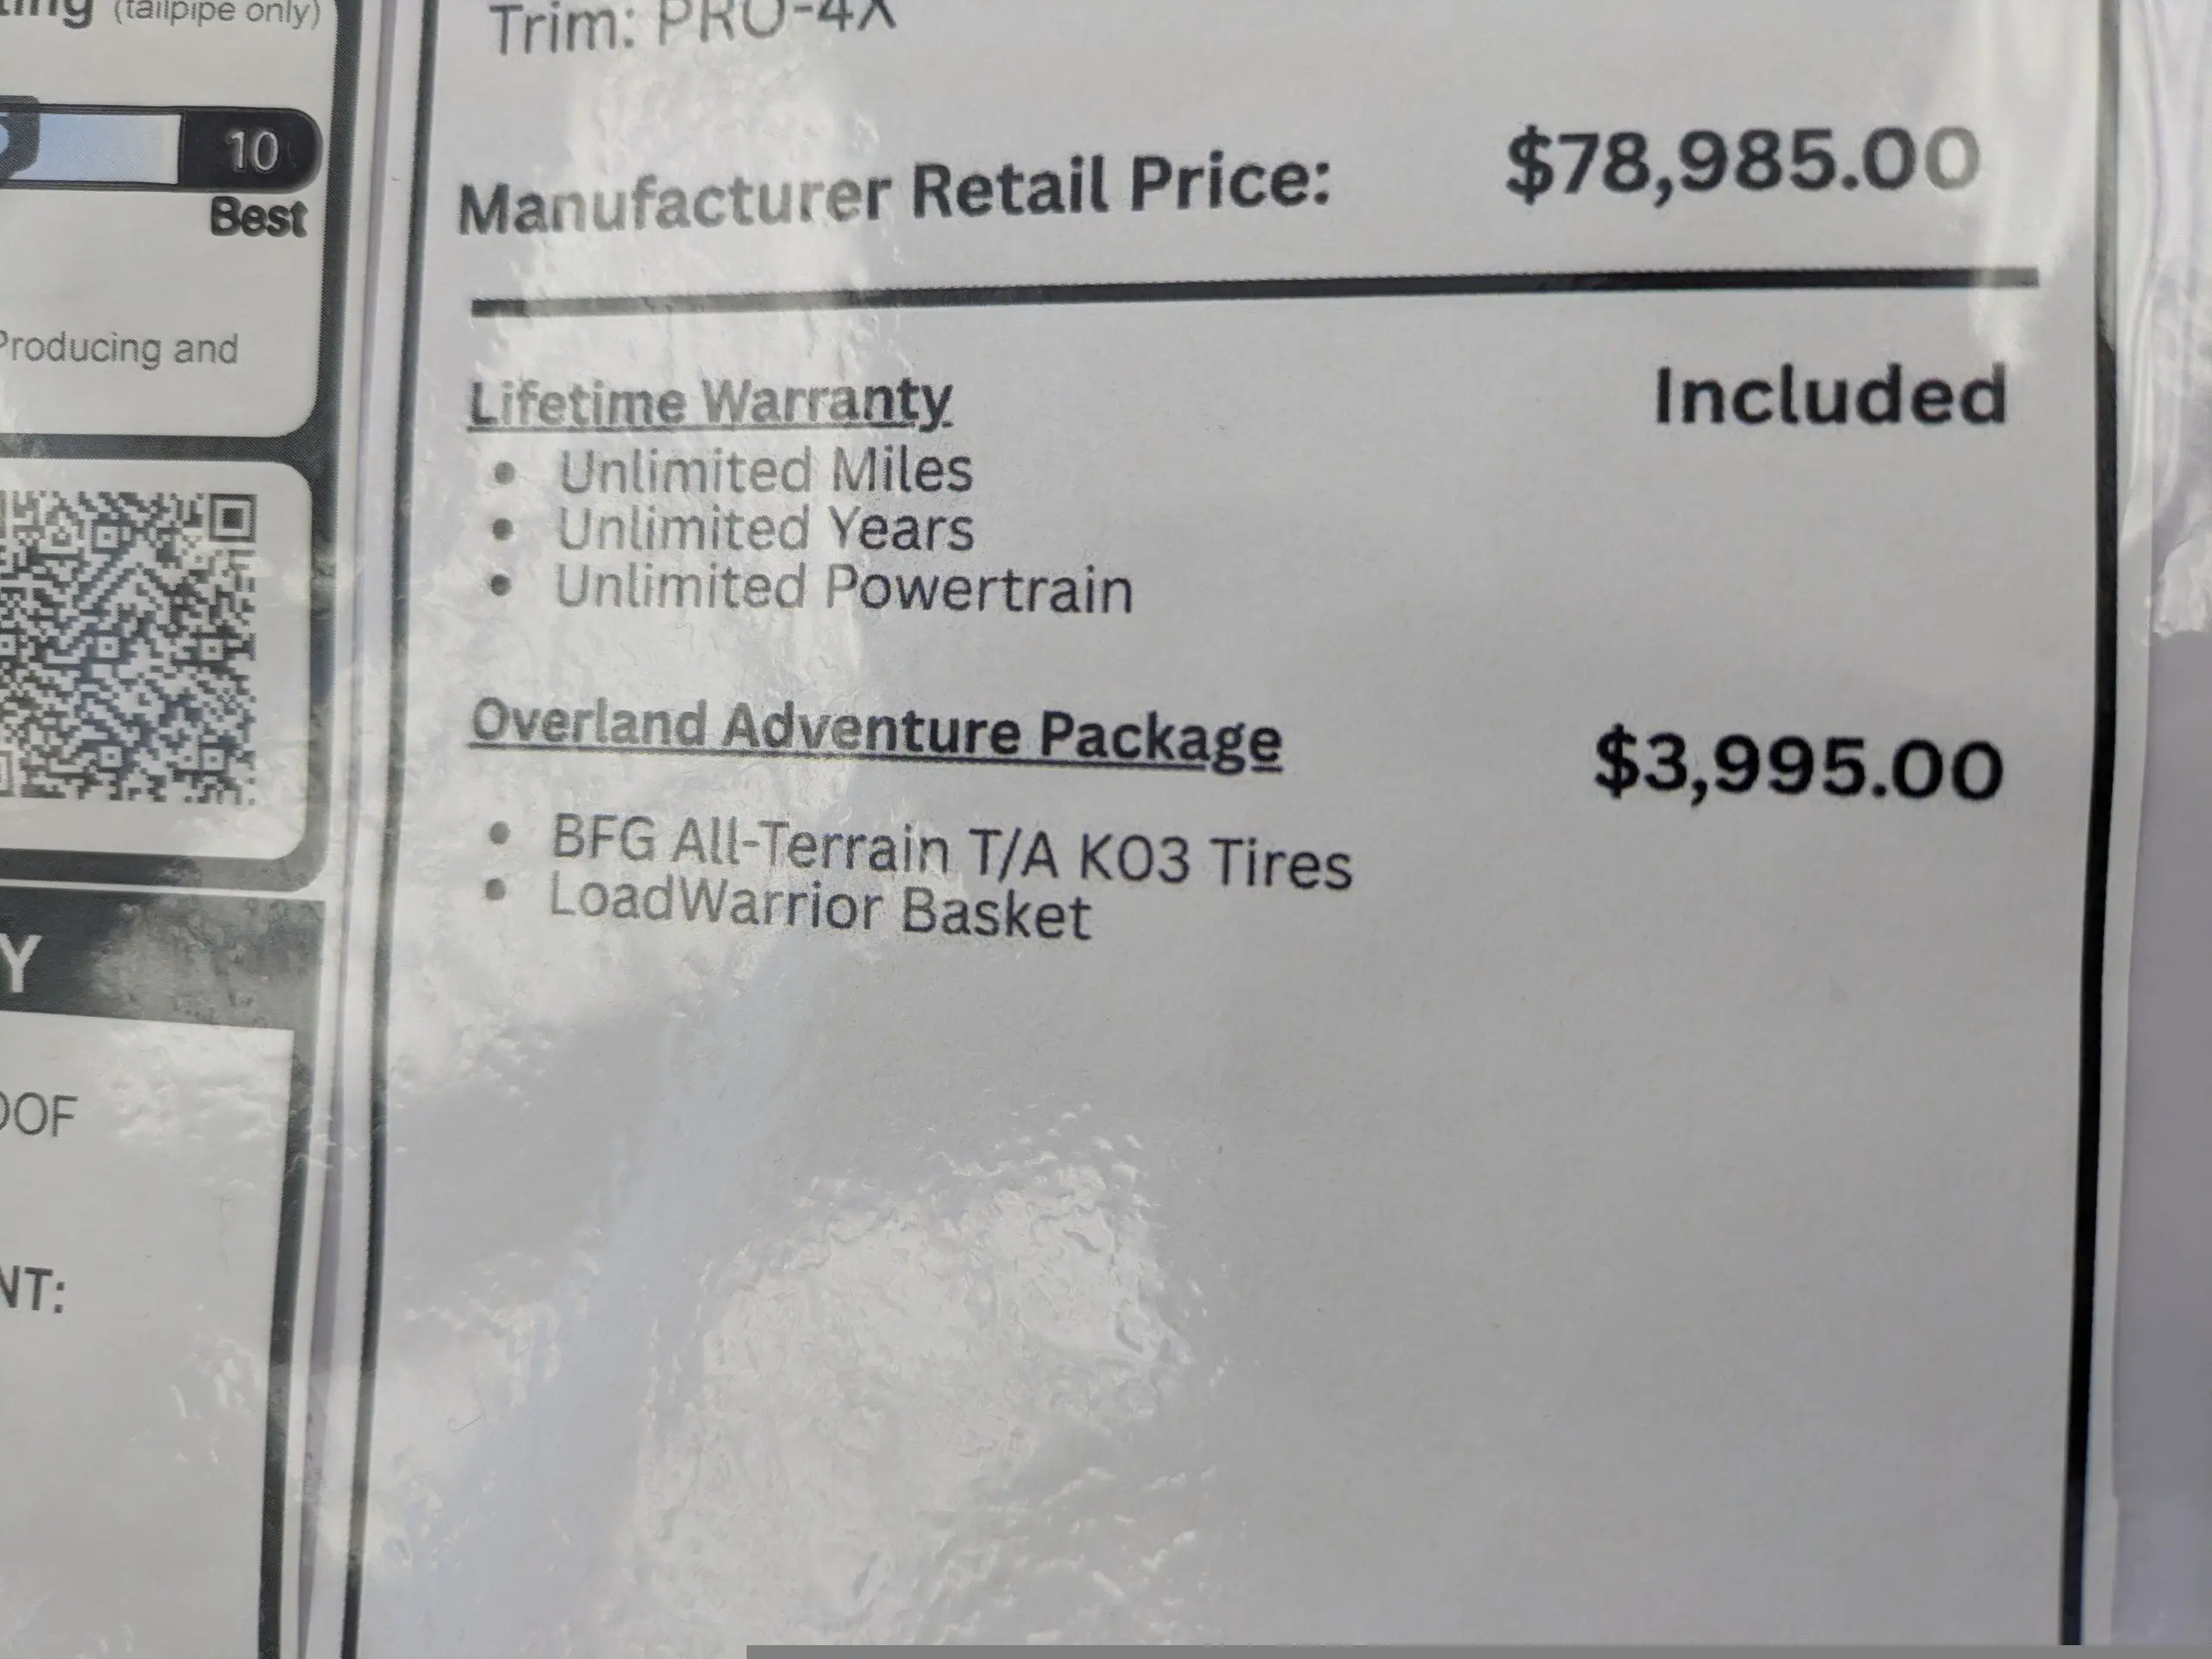 (tailpipe only)
10
Best
Producing and
Y
OOF
NT:
Trim: PRO-4X
Manufacturer Retail Price: $78,985.00
Lifetime Warranty Included
• Unlimited Miles
• Unlimited Years
• Unlimited Powertrain
Overland Adventure Package $3,995.00
• BFG All-Terrain T/A KO3 Tires
• LoadWarrior Basket